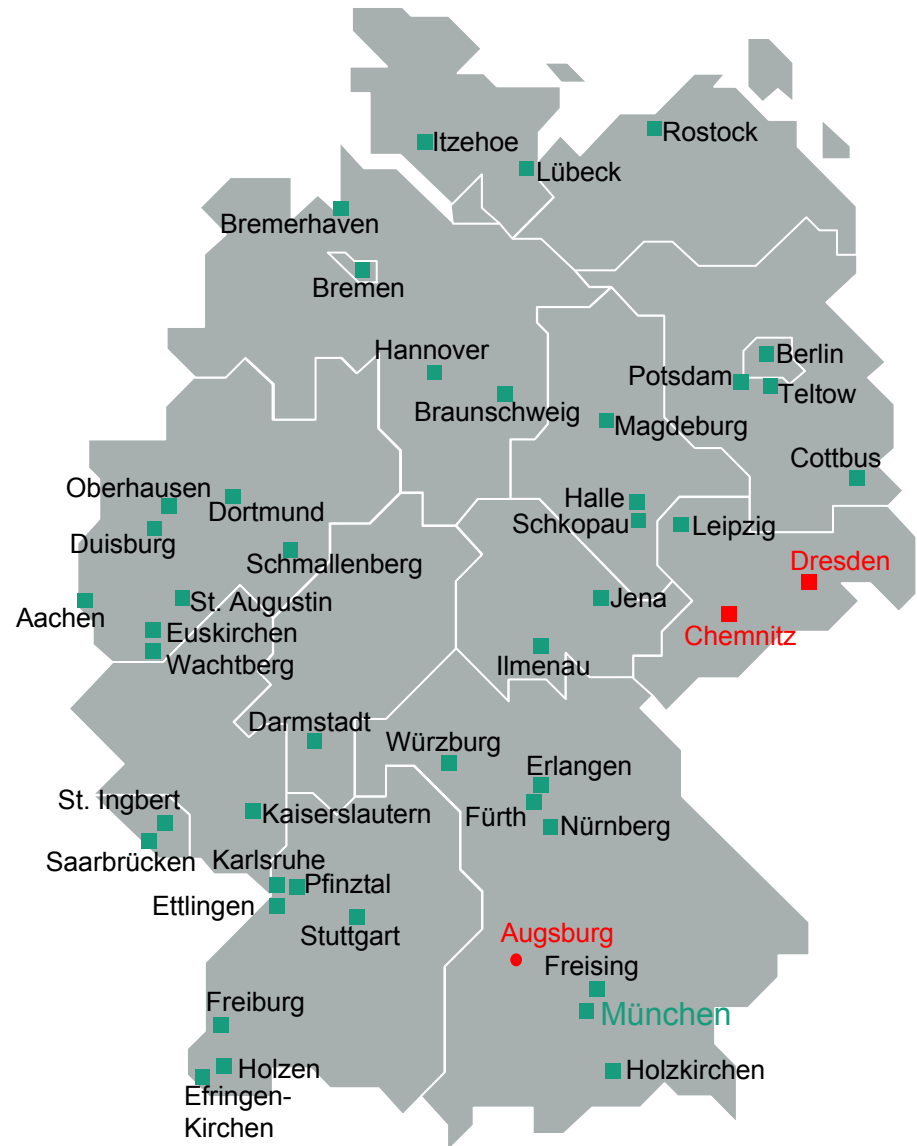 Itzehoe
Rostock
Lübeck
Bremerhaven
Bremen
Hannover
Berlin
Potsdam
Teltow
Braunschweig
Magdeburg
Cottbus
Oberhausen
Dortmund
Halle
Schkopau
Leipzig
Duisburg
Schmallenberg
Dresden
Aachen
St. Augustin
Jena
Euskirchen
Chemnitz
Wachtberg
Ilmenau
Darmstadt
Würzburg
Erlangen
St. Ingbert
Kaiserslautern
Fürth
Nürnberg
Saarbrücken
Karlsruhe
Pfinztal
Ettlingen
Stuttgart
Augsburg
Freising
Freiburg
München
Holzen
Holzkirchen
Efringen-
Kirchen